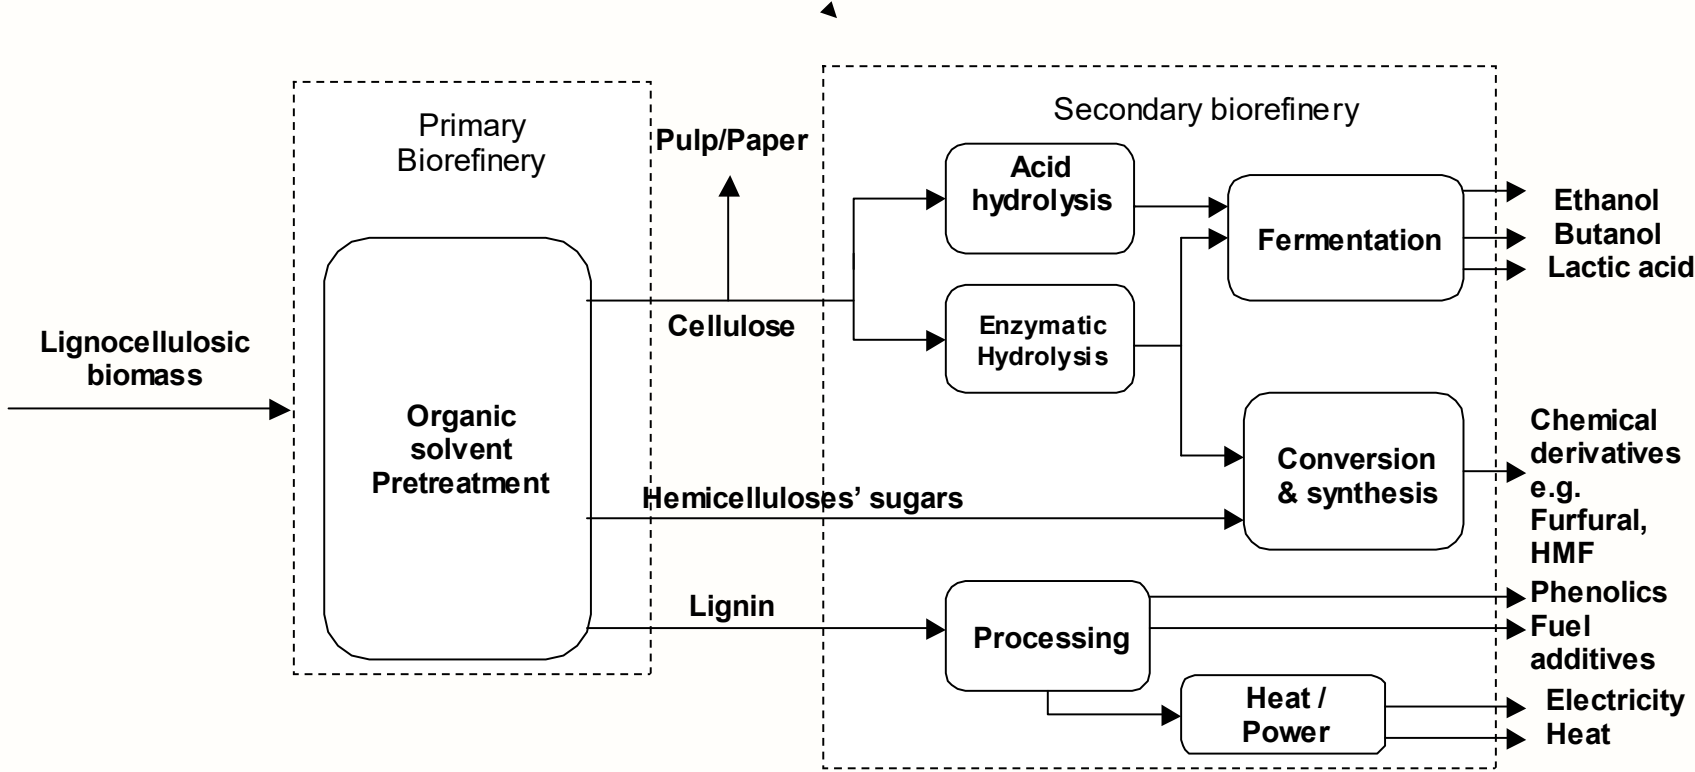 Primary
Biorefinery
Secondary biorefinery
Pulp/Paper
Acid
hydrolysis
Fermentation
Ethanol
Butanol
Lactic acid
Cellulose
Enzymatic
Hydrolysis
Lignocellulosic
biomass
Organic
solvent
Pretreatment
Conversion
& synthesis
Chemical
derivatives
e.g.
Furfural,
HMF
Hemicelluloses’ sugars
Lignin
Processing
Phenolics
Fuel
additives
Heat /
Power
Electricity
Heat